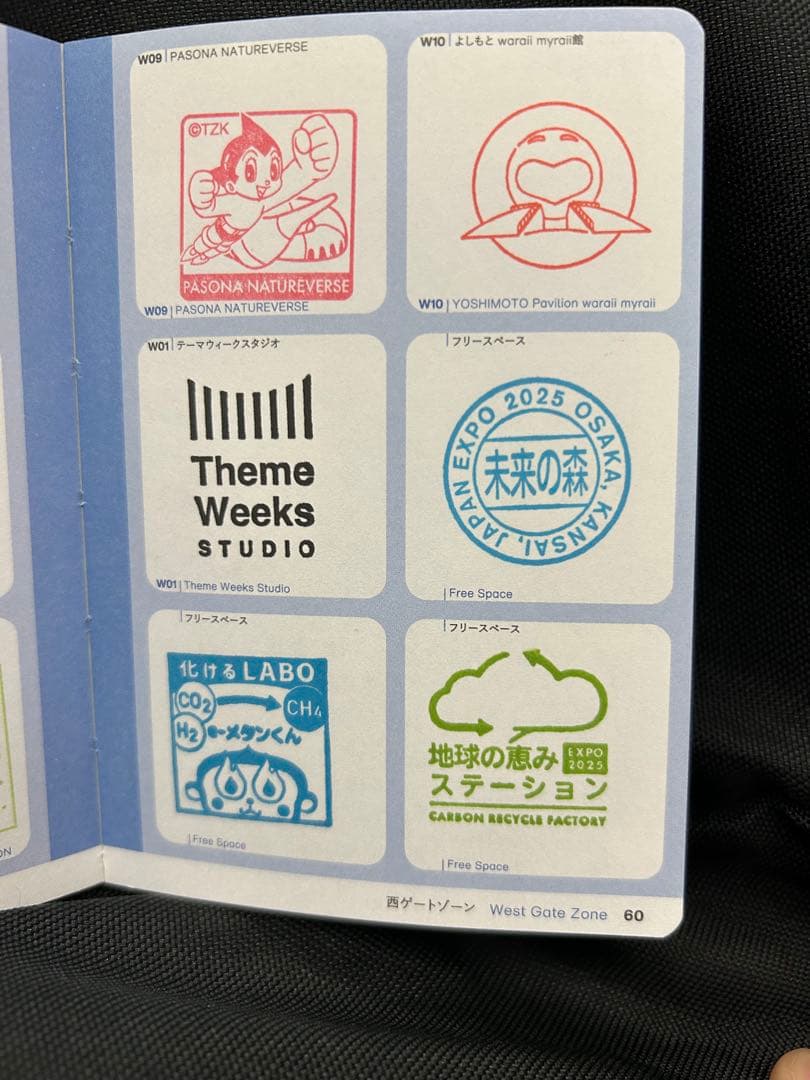 W09 | PASONA NATUREVERSE
©TZK
PASONA NATUREVERSE
W09 | PASONA NATUREVERSE
W10 | よしもと waraii myraii館
W10 | YOSHIMOTO Pavilion waraii myraii
W01 | テーマウィークスタジオ
Theme
Weeks
STUDIO
W01 | Theme Weeks Studio
フリースペース
EXPO 2025 OSAKA, KANSAI, JAPAN
未来の森
Free Space
フリースペース
化けるLABO
CO2
CH4
H2
e-メタンくん
Free Space
フリースペース
地球の恵み
EXPO
2025
ステーション
CARBON RECYCLE FACTORY
Free Space
西ゲートゾーン West Gate Zone 60
ON